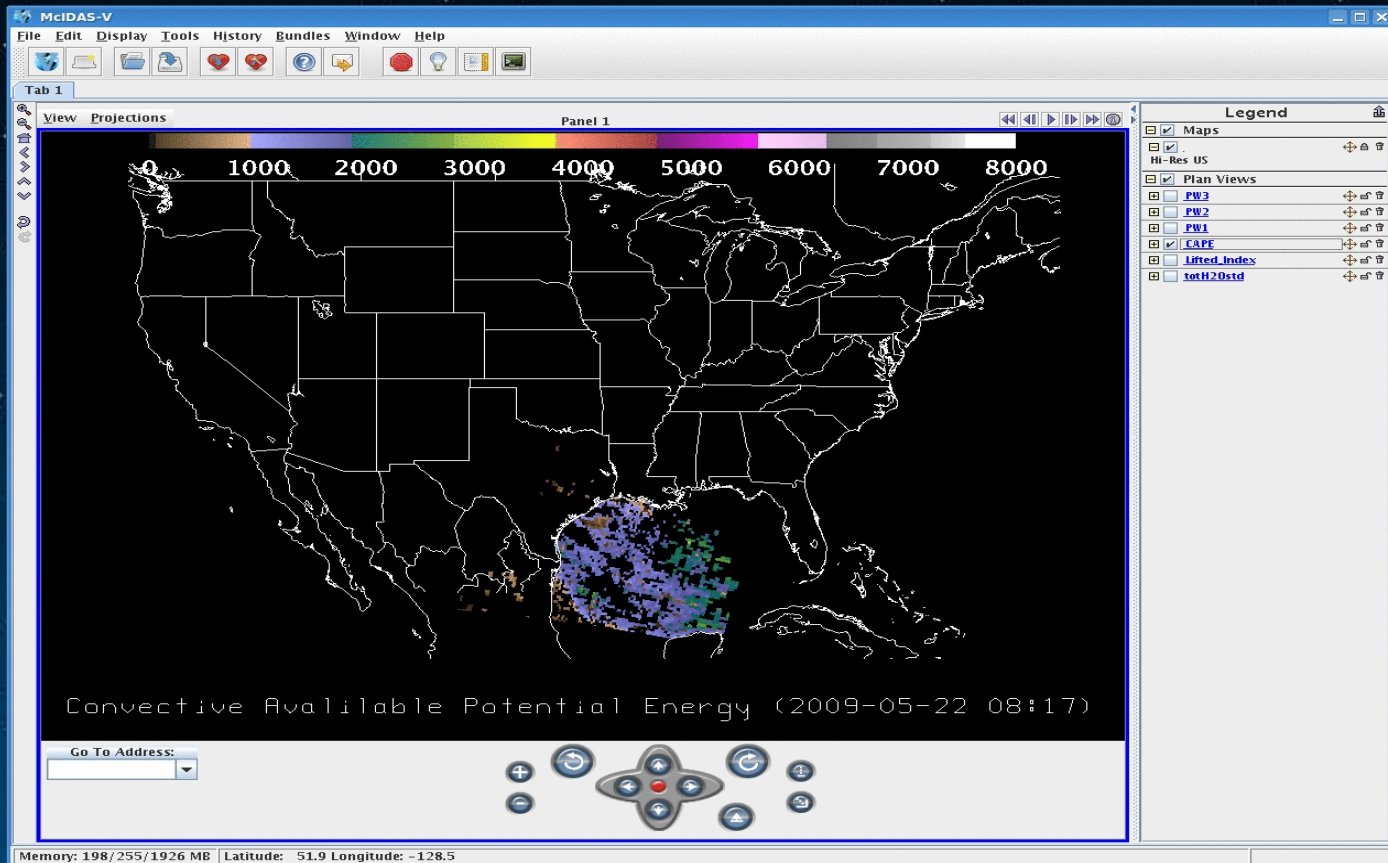 McIDAS-V
File Edit Display Tools History Bundles Window Help
Tab 1
View Projections
Panel 1
0 1000 2000 3000 4000 5000 6000 7000 8000
Convective Avalilable Potential Energy (2009-05-22 08:17)
Go To Address:
Legend
Maps
.
Hi-Res US
Plan Views
PW3
PW2
PW1
CAPE
Lifted_Index
totH2Ostd
Memory: 198/255/1926 MB Latitude: 51.9 Longitude: -128.5